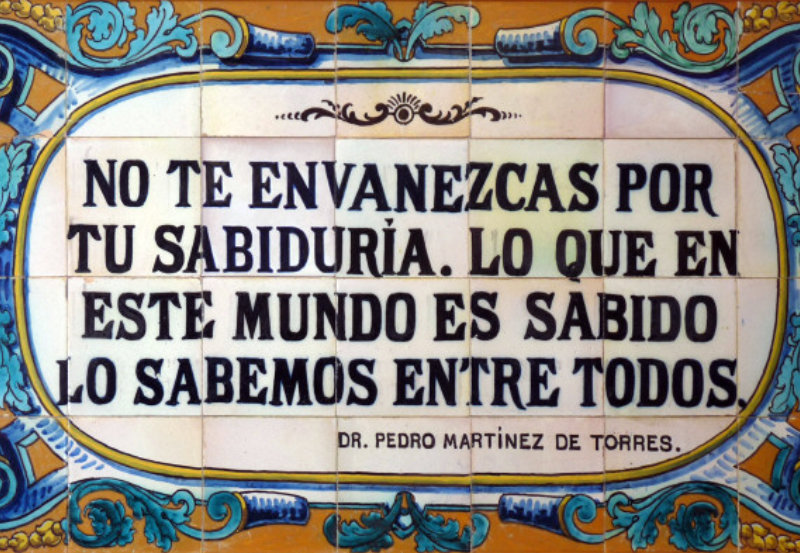 NO TE ENVANEZCAS POR
TU SABIDURÍA. LO QUE EN
ESTE MUNDO ES SABIDO
LO SABEMOS ENTRE TODOS.
DR. PEDRO MARTÍNEZ DE TORRES.